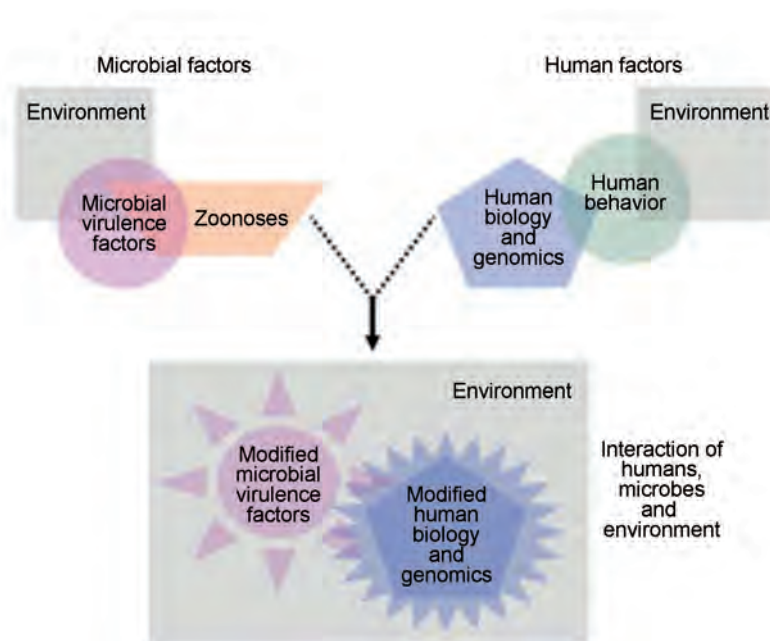 Microbial factors
Human factors
Environment
Environment
Microbial
virulence
factors
Zoonoses
Human
biology
and
genomics
Human
behavior
Environment
Modified
microbial
virulence
factors
Modified
human
biology
and
genomics
Interaction of
humans,
microbes
and
environment